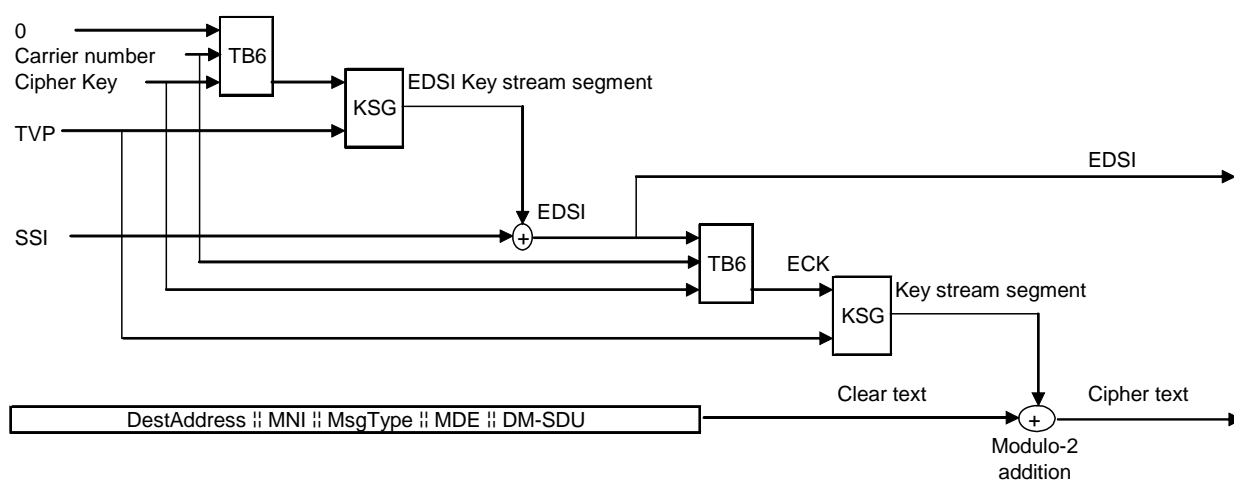 0
Carrier number
Cipher Key
TB6
KSG
EDSI Key stream segment
TVP
EDSI
EDSI
SSI
+
TB6
ECK
KSG
Key stream segment
DestAddress ¦¦ MNI ¦¦ MsgType ¦¦ MDE ¦¦ DM-SDU
Clear text
+
Cipher text
Modulo-2
addition